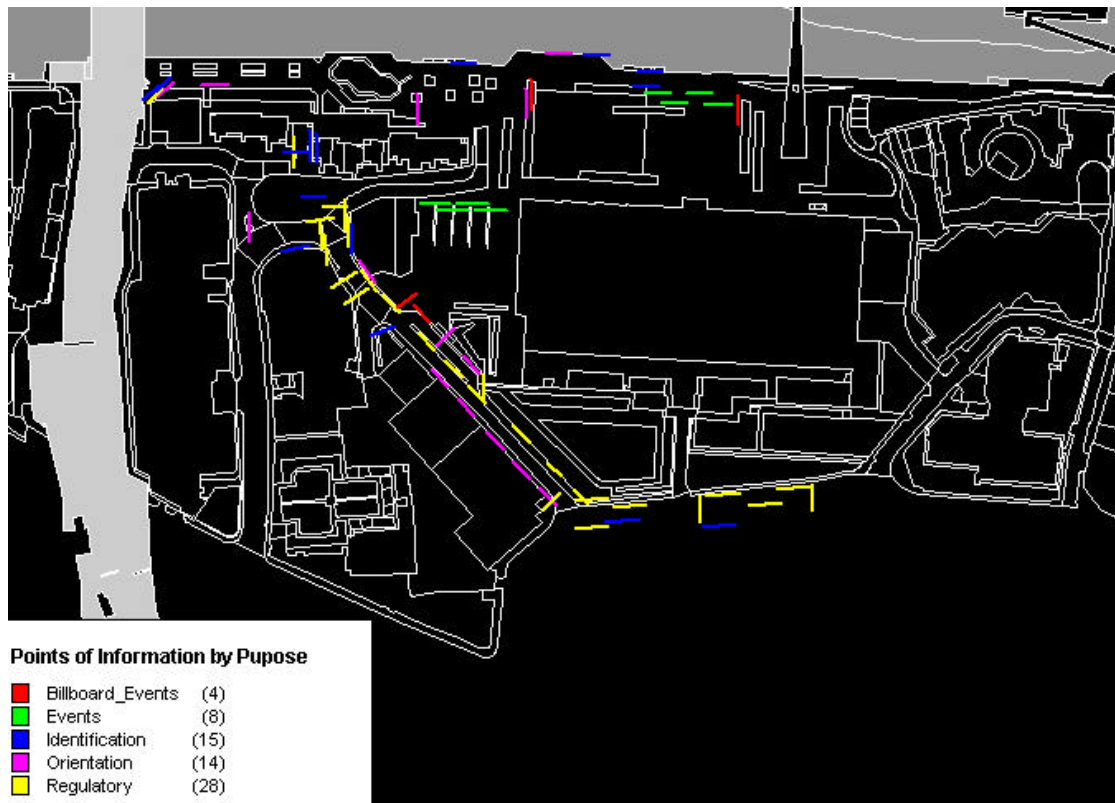 Points of Information by Pupose
Billboard_Events (4)
Events (8)
Identification (15)
Orientation (14)
Regulatory (28)